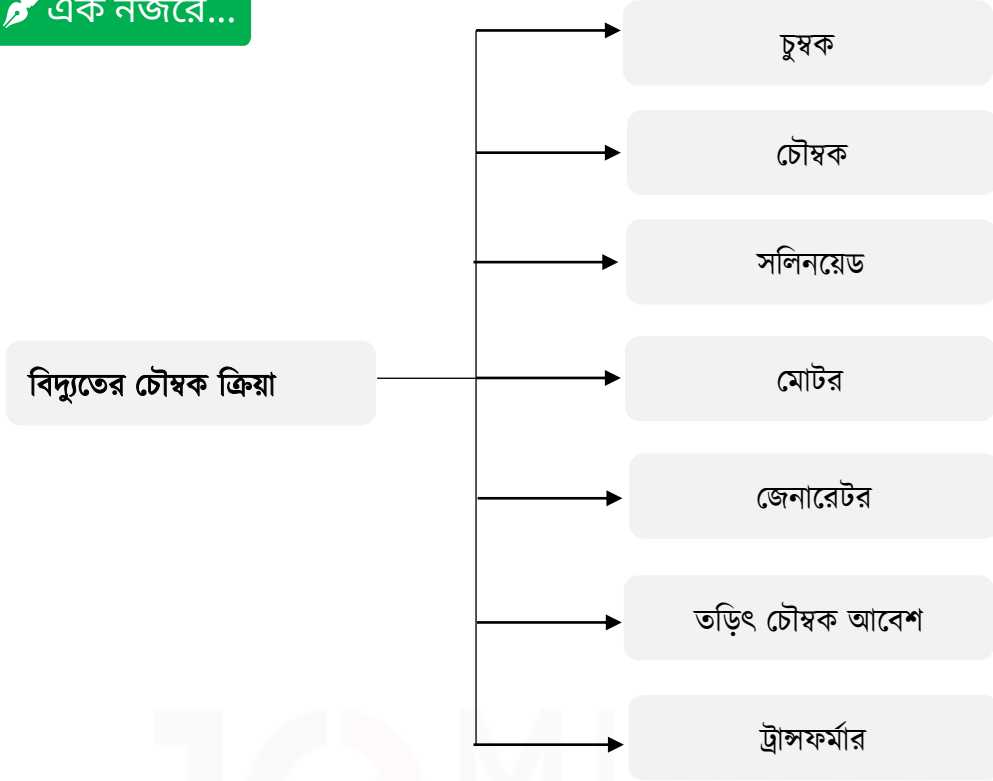 এক নজরে...
চুম্বক
চৌম্বক
সলিনয়েড
বিদ্যুতের চৌম্বক ক্রিয়া
মোটর
জেনারেটর
তড়িৎ চৌম্বক আবেশ
ট্রান্সফর্মার